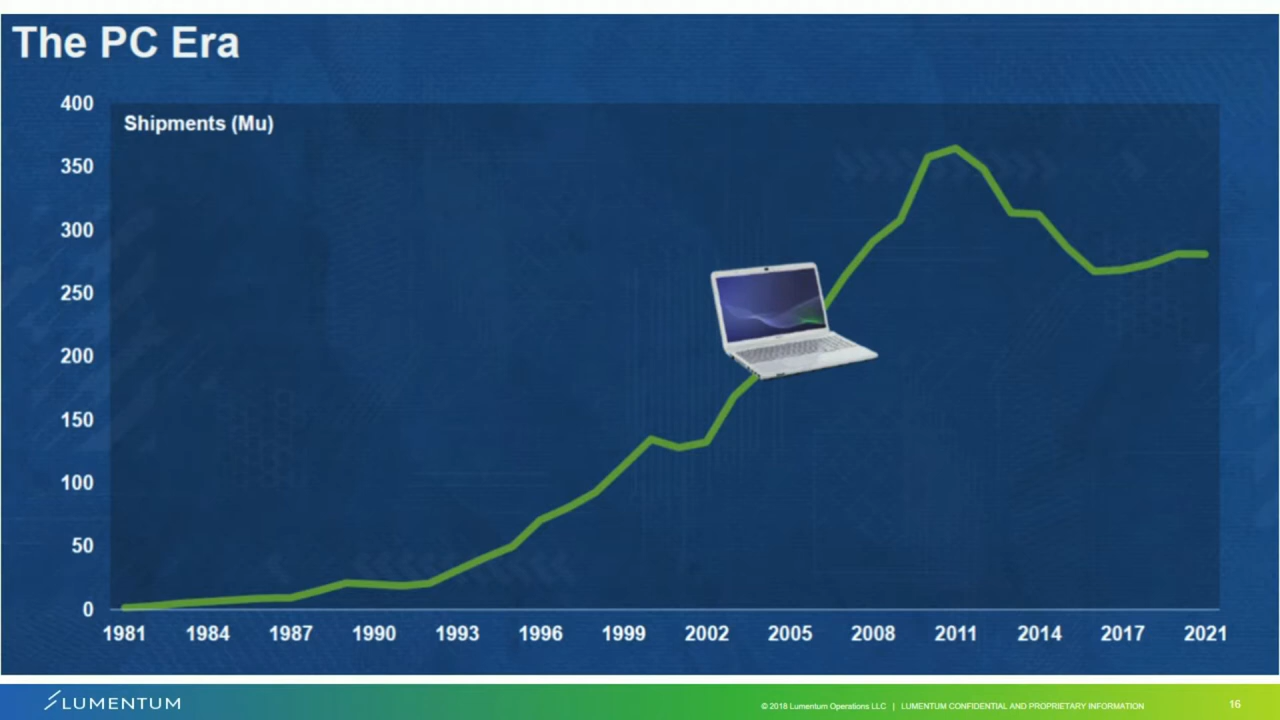 The PC Era
Shipments (Mu)
400
350
300
250
200
150
100
50
0
1981 1984 1987 1990 1993 1996 1999 2002 2005 2008 2011 2014 2017 2021
LUMENTUM
© 2018 Lumentum Operations LLC | LUMENTUM CONFIDENTIAL AND PROPRIETARY INFORMATION
16